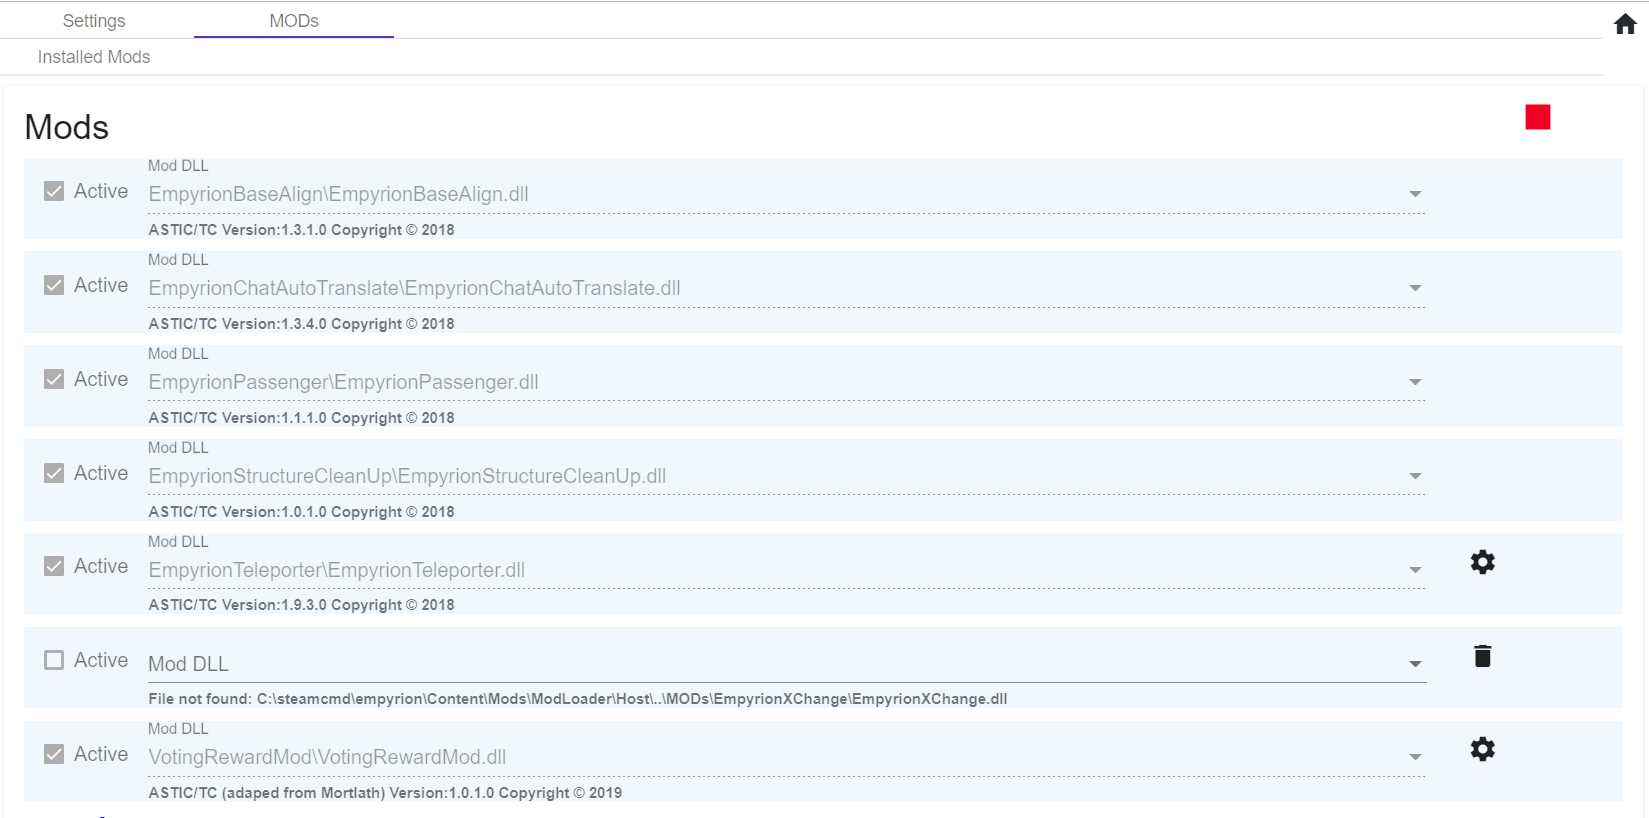 Settings MODs
Installed Mods
Mods
Mod DLL
Active EmpyrionBaseAlign\EmpyrionBaseAlign.dll
ASTIC/TC Version:1.3.1.0 Copyright © 2018
Mod DLL
Active EmpyrionChatAutoTranslate\EmpyrionChatAutoTranslate.dll
ASTIC/TC Version:1.3.4.0 Copyright © 2018
Mod DLL
Active EmpyrionPassenger\EmpyrionPassenger.dll
ASTIC/TC Version:1.1.1.0 Copyright © 2018
Mod DLL
Active EmpyrionStructureCleanUp\EmpyrionStructureCleanUp.dll
ASTIC/TC Version:1.0.1.0 Copyright © 2018
Mod DLL
Active EmpyrionTeleporter\EmpyrionTeleporter.dll
ASTIC/TC Version:1.9.3.0 Copyright © 2018
Active Mod DLL
File not found: C:\steamcmd\empyrion\Content\Mods\ModLoader\Host\..\MODs\EmpyrionXChange\EmpyrionXChange.dll
Mod DLL
Active VotingRewardMod\VotingRewardMod.dll
ASTIC/TC (adaped from Mortlath) Version:1.0.1.0 Copyright © 2019